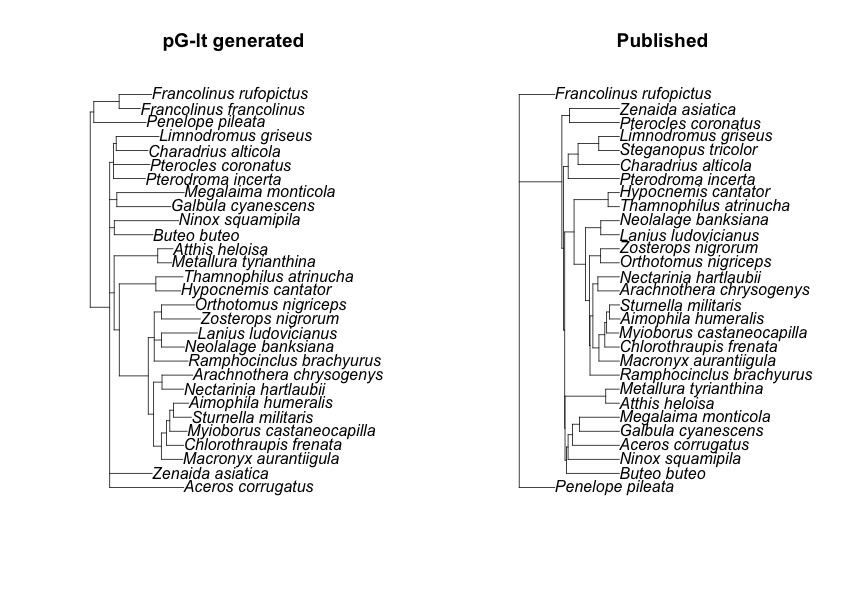 pG-lt generated
Francolinus rufopictus
Francolinus francolinus
Penelope pileata
Limnodromus griseus
Charadrius alticola
Pterocles coronatus
Pterodroma incerta
Megalaima monticola
Galbula cyanescens
Ninox squamipila
Buteo buteo
Atthis heloisa
Metallura tyrianthina
Thamnophilus atrinucha
Hypocnemis cantator
Orthotomus nigriceps
Zosterops nigrorum
Lanius ludovicianus
Neolalage banksiana
Ramphocinclus brachyurus
Arachnothera chrysogenys
Nectarinia hartlaubii
Aimophila humeralis
Sturnella militaris
Myioborus castaneocapilla
Chlorothraupis frenata
Macronyx aurantiigula
Zenaida asiatica
Aceros corrugatus
Published
Francolinus rufopictus
Zenaida asiatica
Pterocles coronatus
Limnodromus griseus
Steganopus tricolor
Charadrius alticola
Pterodroma incerta
Hypocnemis cantator
Thamnophilus atrinucha
Neolalage banksiana
Lanius ludovicianus
Zosterops nigrorum
Orthotomus nigriceps
Nectarinia hartlaubii
Arachnothera chrysogenys
Sturnella militaris
Aimophila humeralis
Myioborus castaneocapilla
Chlorothraupis frenata
Macronyx aurantiigula
Ramphocinclus brachyurus
Metallura tyrianthina
Atthis heloisa
Megalaima monticola
Galbula cyanescens
Aceros corrugatus
Ninox squamipila
Buteo buteo
Penelope pileata